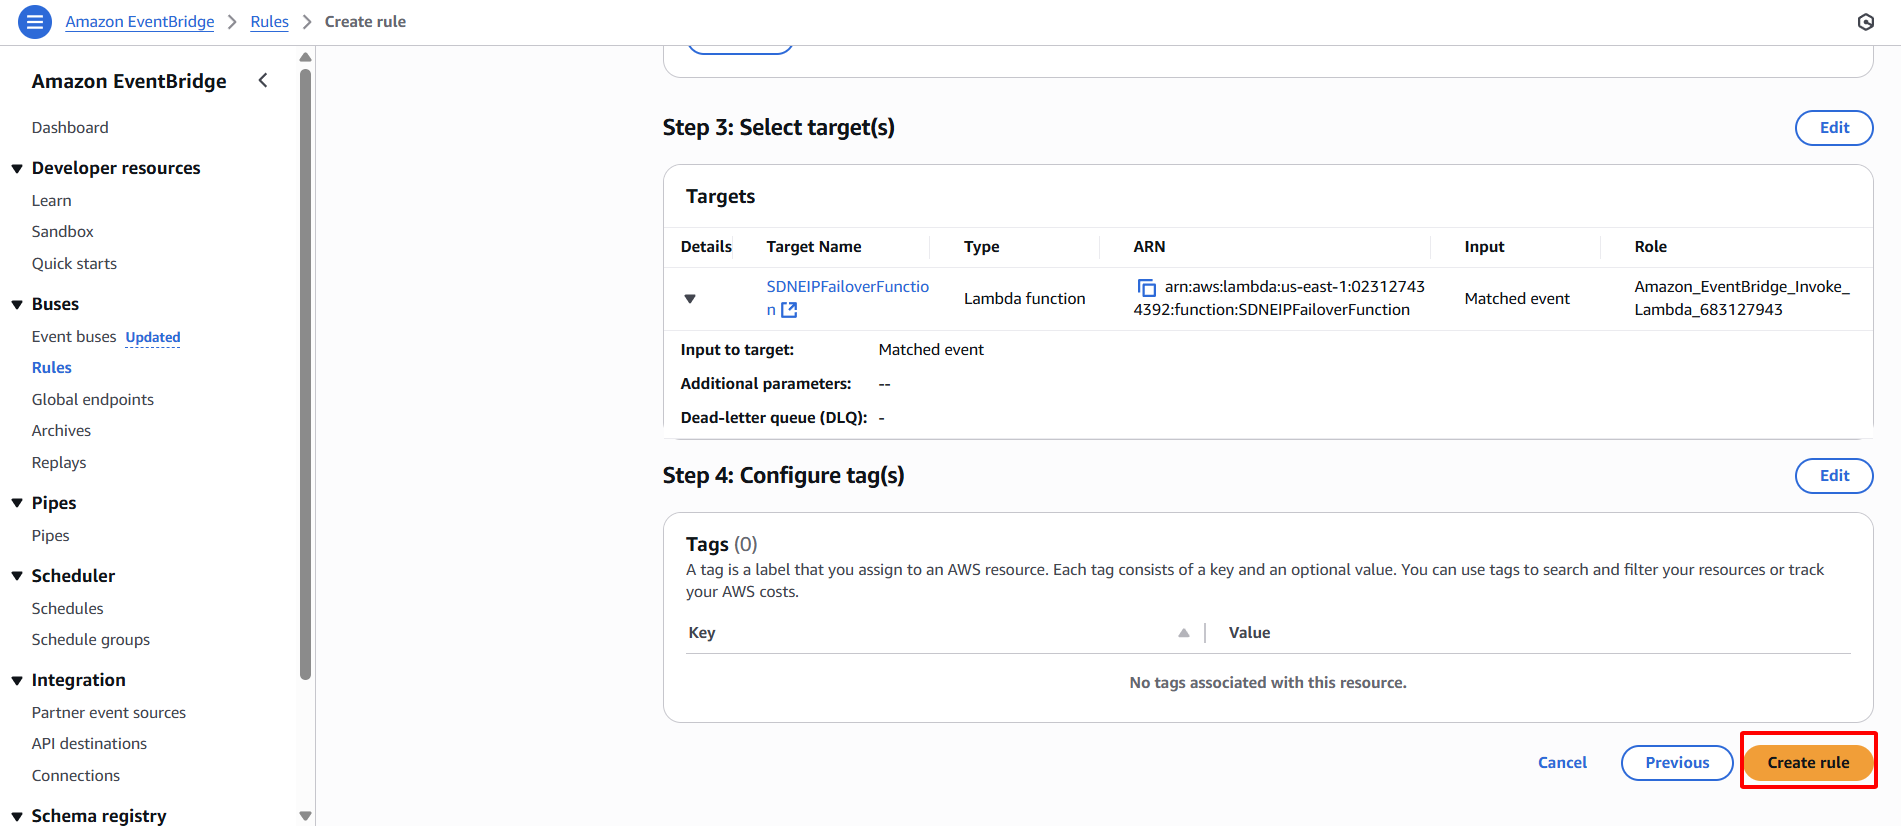 Amazon EventBridge > Rules > Create rule
Amazon EventBridge
Dashboard
Developer resources
Learn
Sandbox
Quick starts
Buses
Event buses Updated
Rules
Global endpoints
Archives
Replays
Pipes
Pipes
Scheduler
Schedules
Schedule groups
Integration
Partner event sources
API destinations
Connections
Schema registry
Step 3: Select target(s)
Edit
Targets
Details Target Name Type ARN Input Role
SDNEIPFailoverFunctio
n
Lambda function
arn:aws:lambda:us-east-1:02312743
4392:function:SDNEIPFailoverFunction
Matched event
Amazon_EventBridge_Invoke_
Lambda_683127943
Input to target: Matched event
Additional parameters: --
Dead-letter queue (DLQ): -
Step 4: Configure tag(s)
Edit
Tags (0)
A tag is a label that you assign to an AWS resource. Each tag consists of a key and an optional value. You can use tags to search and filter your resources or track
your AWS costs.
Key Value
No tags associated with this resource.
Cancel Previous Create rule